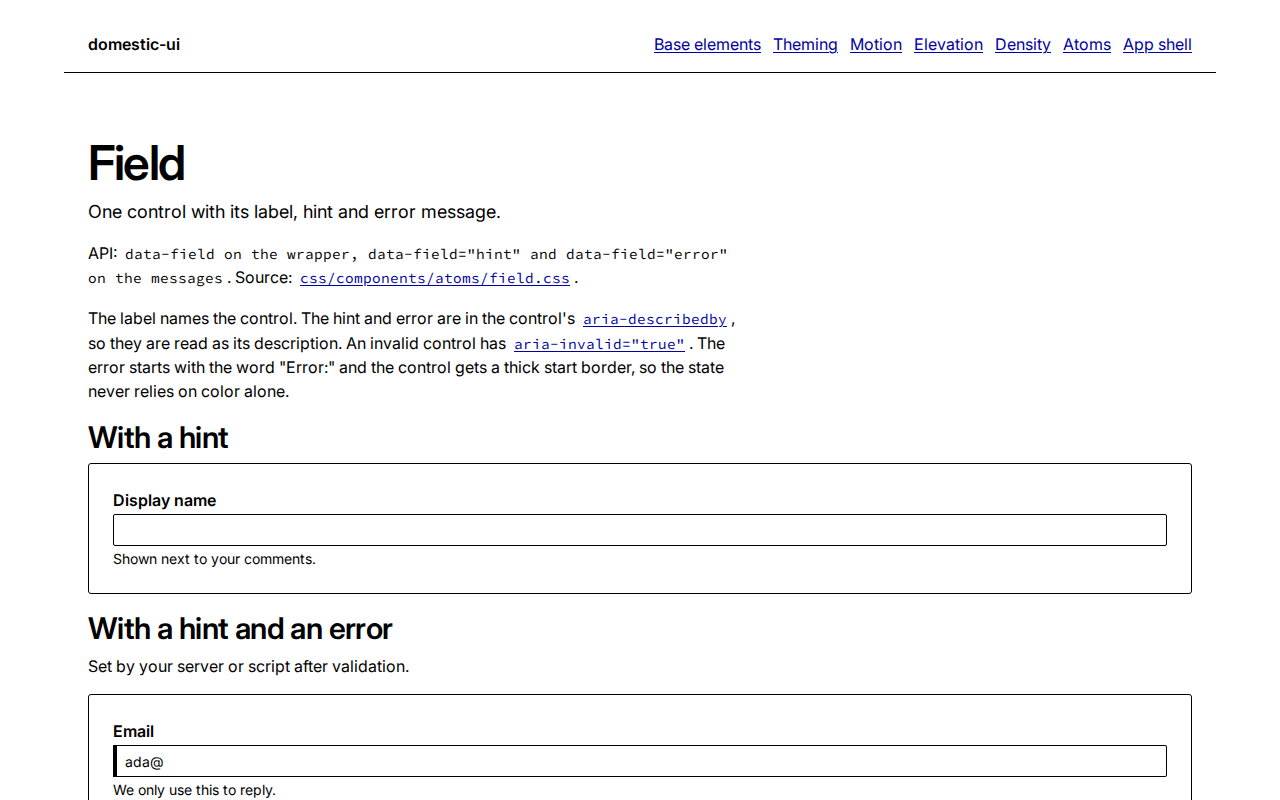 domestic-ui
Base elements Theming Motion Elevation Density Atoms App shell
Field
One control with its label, hint and error message.
API: data-field on the wrapper, data-field="hint" and data-field="error"
on the messages. Source: css/components/atoms/field.css.
The label names the control. The hint and error are in the control's aria-describedby,
so they are read as its description. An invalid control has aria-invalid="true". The
error starts with the word "Error:" and the control gets a thick start border, so the state
never relies on color alone.
With a hint
Display name
Shown next to your comments.
With a hint and an error
Set by your server or script after validation.
Email
ada@
We only use this to reply.